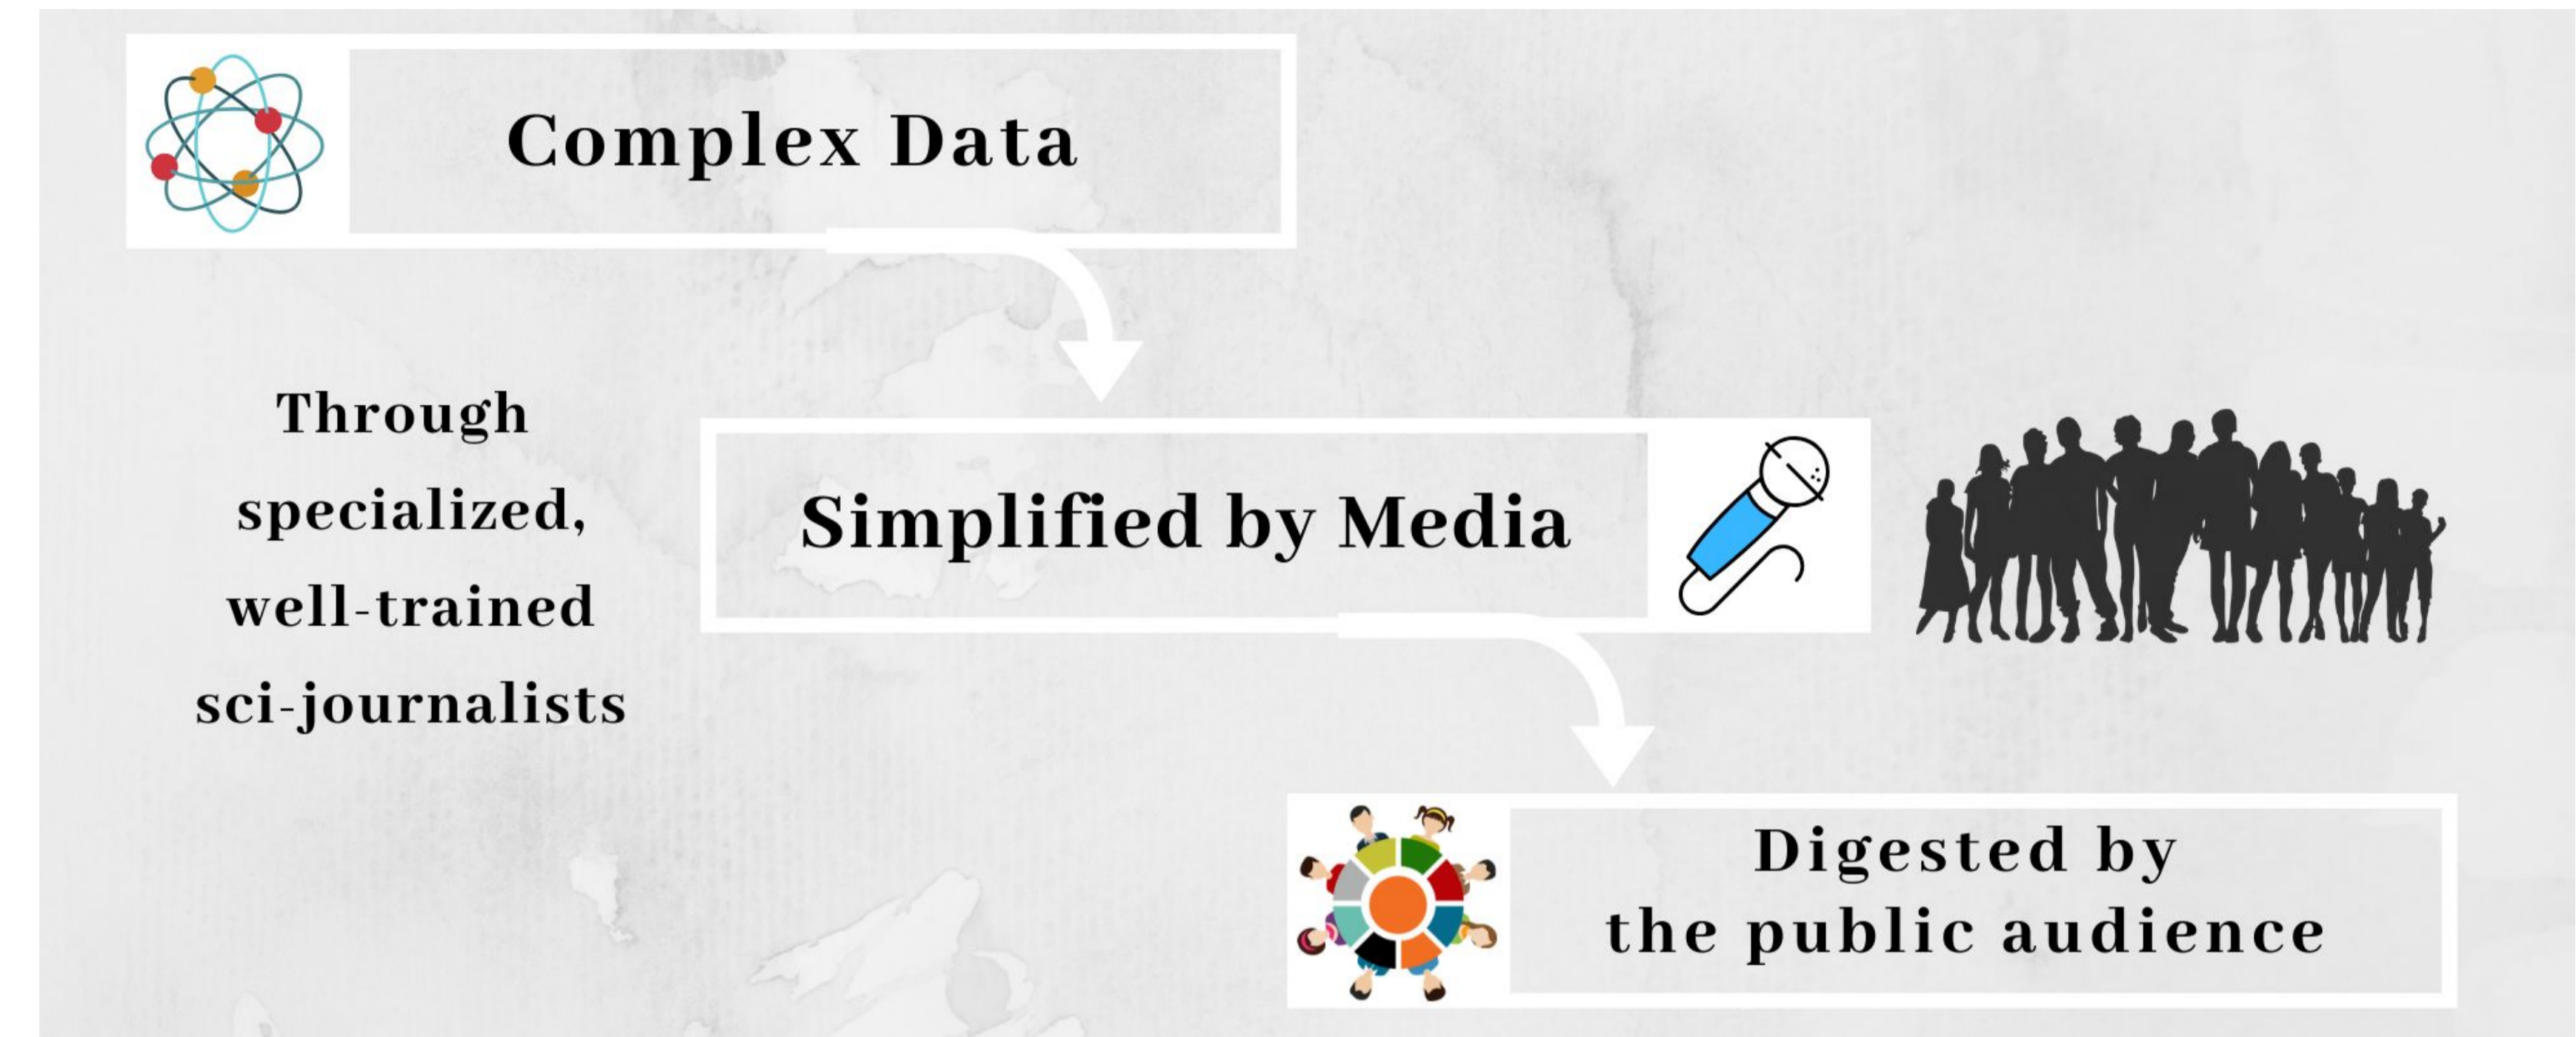 Complex Data
Through
specialized,
well-trained
sci-journalists
Simplified by Media
Digested by
the public audience